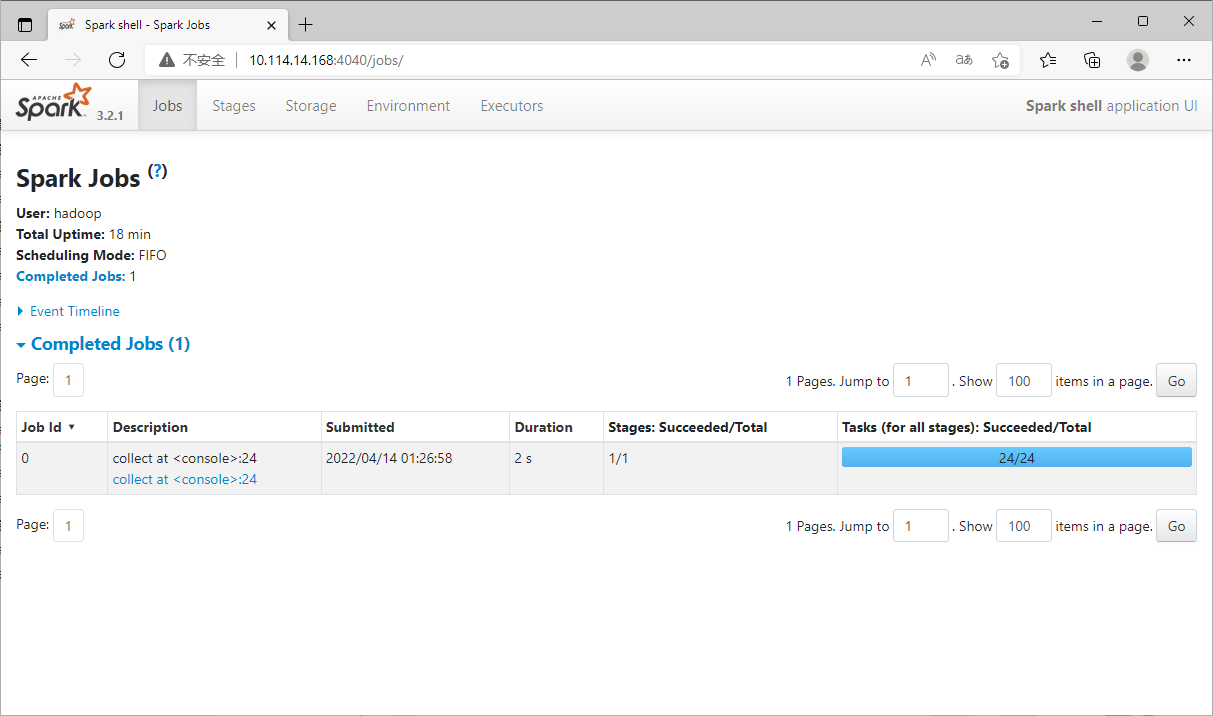 Spark shell - Spark Jobs
不安全 10.114.14.168:4040/jobs/
APACHE Spark 3.2.1 Jobs Stages Storage Environment Executors Spark shell application UI
Spark Jobs (?)
User: hadoop
Total Uptime: 18 min
Scheduling Mode: FIFO
Completed Jobs: 1
Event Timeline
Completed Jobs (1)
Page: 1 1 Pages. Jump to 1 . Show 100 items in a page. Go
Job Id ▾ Description Submitted Duration Stages: Succeeded/Total Tasks (for all stages): Succeeded/Total
0 collect at <console>:24 2022/04/14 01:26:58 2 s 1/1 24/24
collect at <console>:24
Page: 1 1 Pages. Jump to 1 . Show 100 items in a page. Go